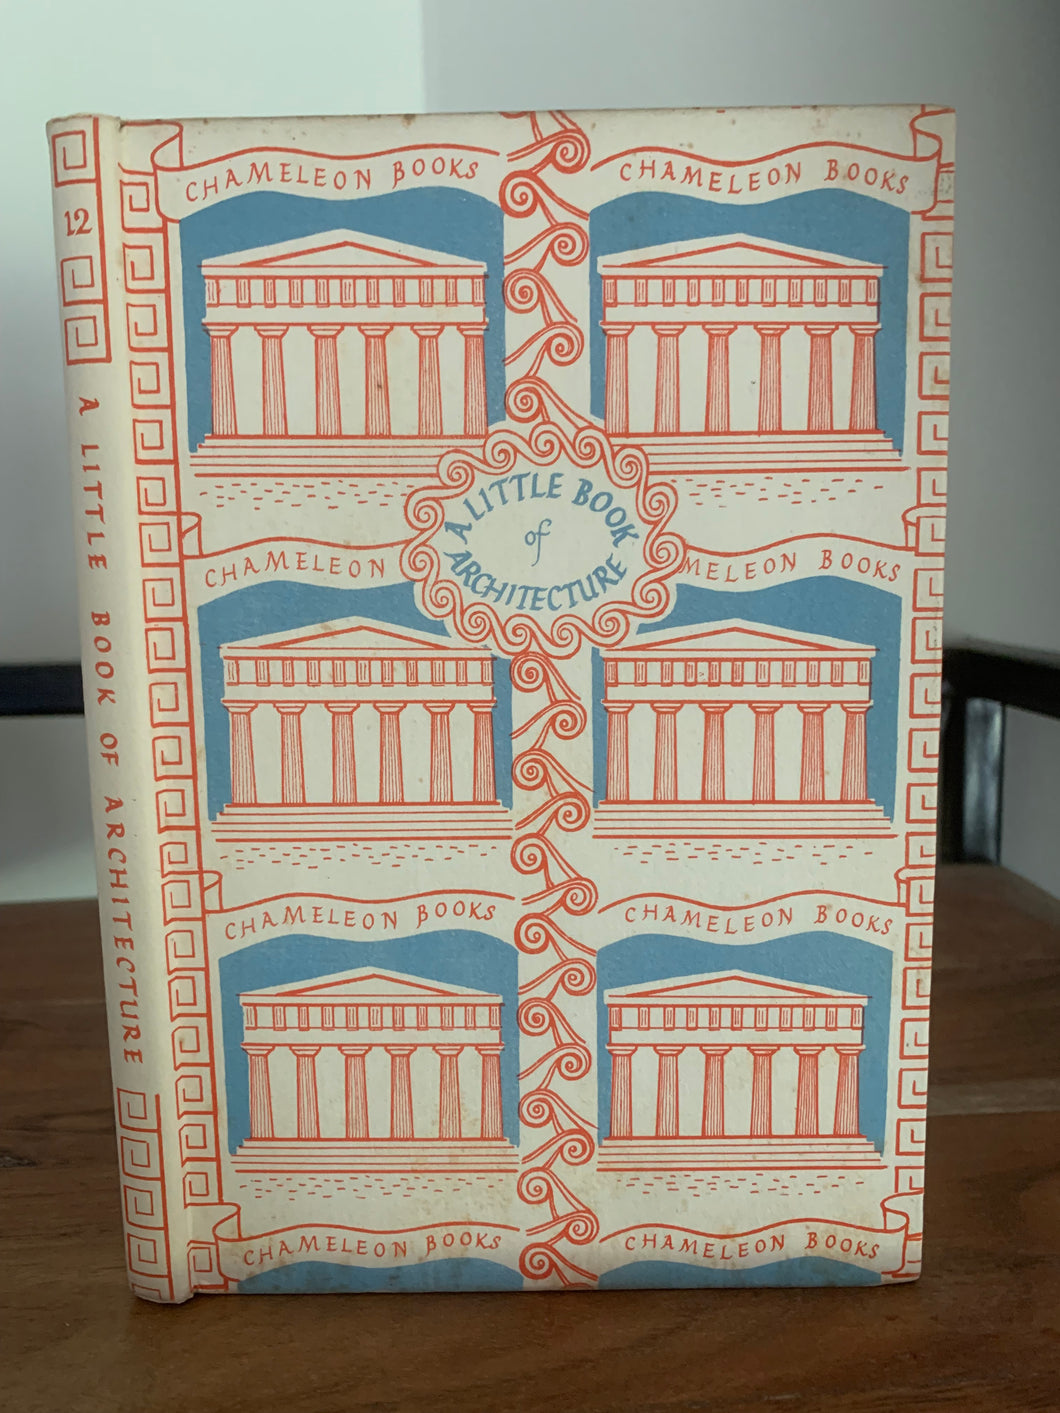 12
A LITTLE BOOK OF ARCHITECTURE
CHAMELEON BOOKS
CHAMELEON BOOKS
A LITTLE BOOK
of
ARCHITECTURE
CHAMELEON
MELEON BOOKS
CHAMELEON BOOKS
CHAMELEON BOOKS
CHAMELEON BOOKS
CHAMELEON BOOKS